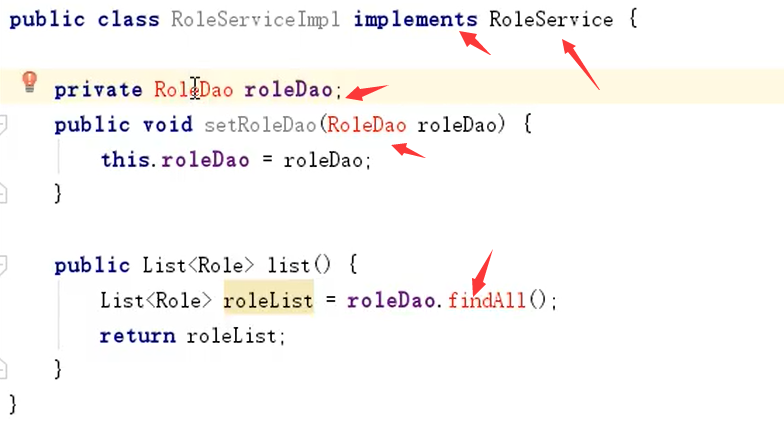 public class RoleServiceImpl implements RoleService {
private RoleDao roleDao;
public void setRoleDao(RoleDao roleDao) {
this.roleDao = roleDao;
}
public List<Role> list() {
List<Role> roleList = roleDao.findAll();
return roleList;
}
}